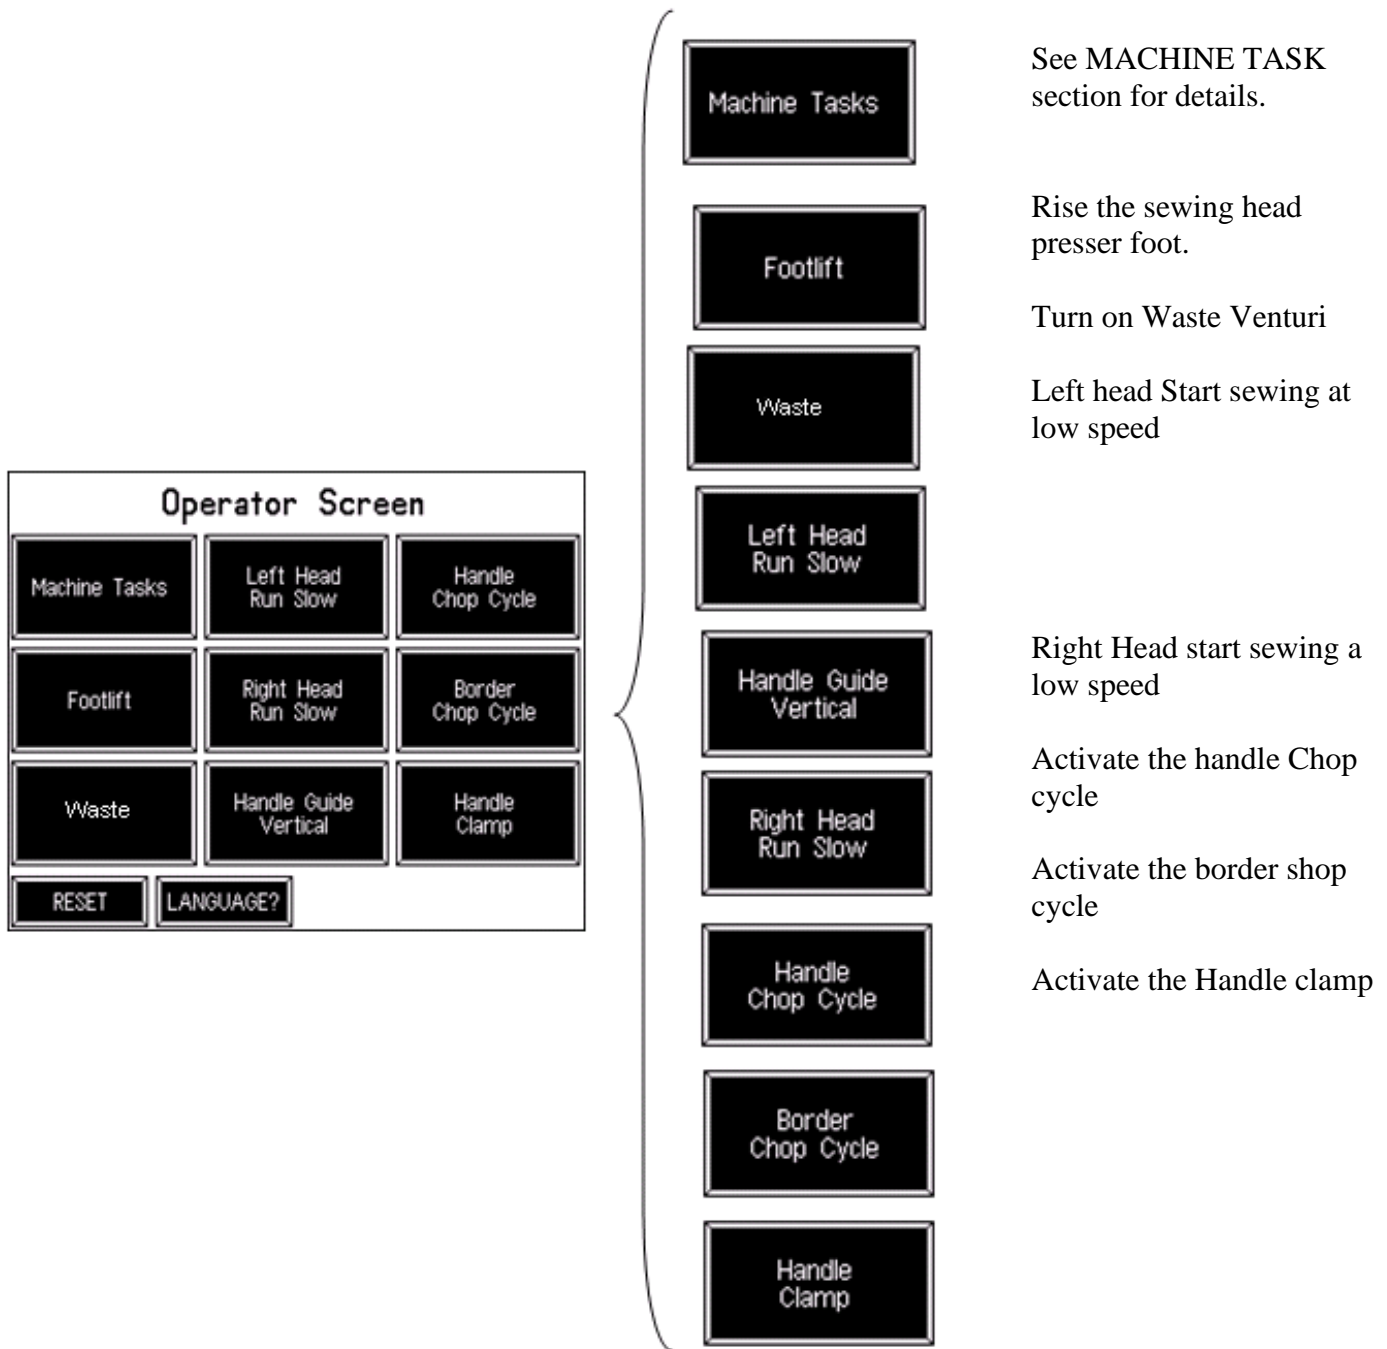 Operator Screen
Machine Tasks
Left Head
Run Slow
Handle
Chop Cycle
Footlift
Right Head
Run Slow
Border
Chop Cycle
Waste
Handle Guide
Vertical
Handle
Clamp
RESET
LANGUAGE?
Machine Tasks
Footlift
Waste
Left Head
Run Slow
Handle Guide
Vertical
Right Head
Run Slow
Handle
Chop Cycle
Border
Chop Cycle
Handle
Clamp
See MACHINE TASK
section for details.
Rise the sewing head
presser foot.
Turn on Waste Venturi
Left head Start sewing at
low speed
Right Head start sewing a
low speed
Activate the handle Chop
cycle
Activate the border shop
cycle
Activate the Handle clamp